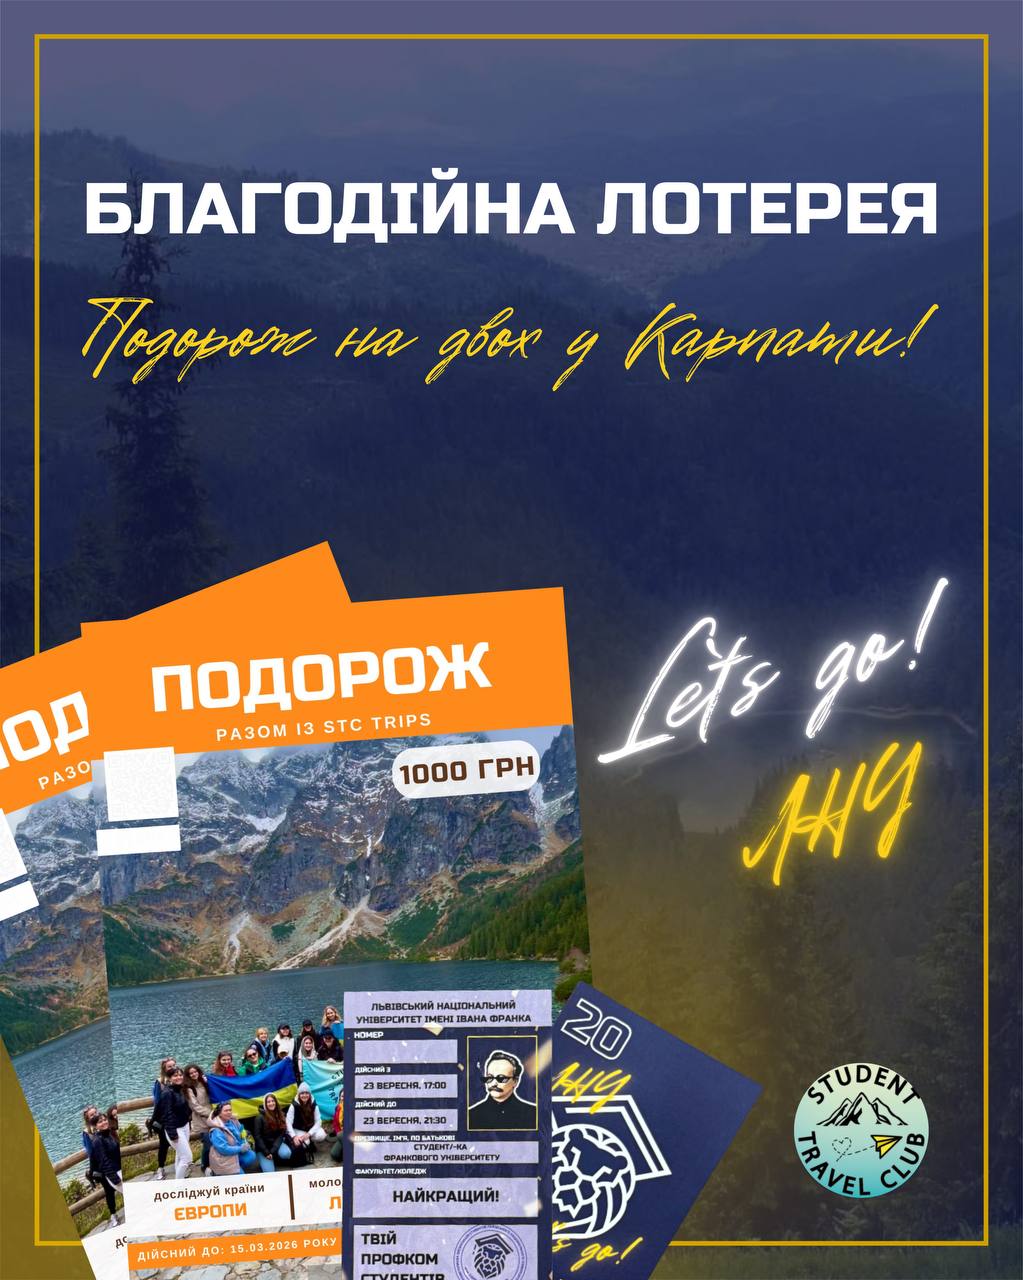 БЛАГОДІЙНА ЛОТЕРЕЯ
Подорож на двох у Карпати!
Let's go!
ЛНУ
ПОДОРОЖ
РАЗОМ ІЗ STC TRIPS
1000 ГРН
досліджуй країни
ЄВРОПИ
ДІЙСНИЙ ДО: 15.03.2026 РОКУ
ЛЬВІВСЬКИЙ НАЦІОНАЛЬНИЙ
УНІВЕРСИТЕТ ІМЕНІ ІВАНА ФРАНКА
НОМЕР
ДІЙСНИЙ З
23 ВЕРЕСНЯ, 17:00
ДІЙСНИЙ ДО
23 ВЕРЕСНЯ, 21:30
ПРІЗВИЩЕ, ІМ'Я, ПО БАТЬКОВІ
СТУДЕНТ/-КА
ФРАНКОВОГО УНІВЕРСИТЕТУ
ФАКУЛЬТЕТ/КОЛЕДЖ
НАЙКРАЩИЙ!
ТВІЙ
ПРОФКОМ
СТУДЕНТІВ
20
ЛНУ
go!
STUDENT
TRAVEL CLUB